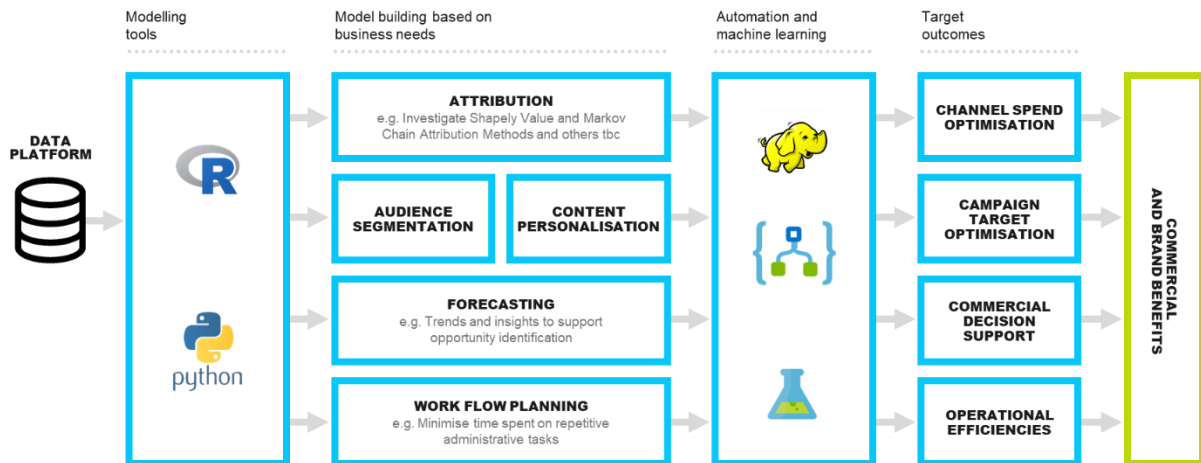 Modelling
tools
Model building based on
business needs
Automation and
machine learning
Target
outcomes
DATA
PLATFORM
R
python
ATTRIBUTION
e.g. Investigate Shapely Value and Markov
Chain Attribution Methods and others tbc
AUDIENCE
SEGMENTATION
CONTENT
PERSONALISATION
FORECASTING
e.g. Trends and insights to support
opportunity identification
WORK FLOW PLANNING
e.g. Minimise time spent on repetitive
administrative tasks
CHANNEL SPEND
OPTIMISATION
CAMPAIGN
TARGET
OPTIMISATION
COMMERCIAL
DECISION
SUPPORT
OPERATIONAL
EFFICIENCIES
COMMERCIAL
AND BRAND BENEFITS